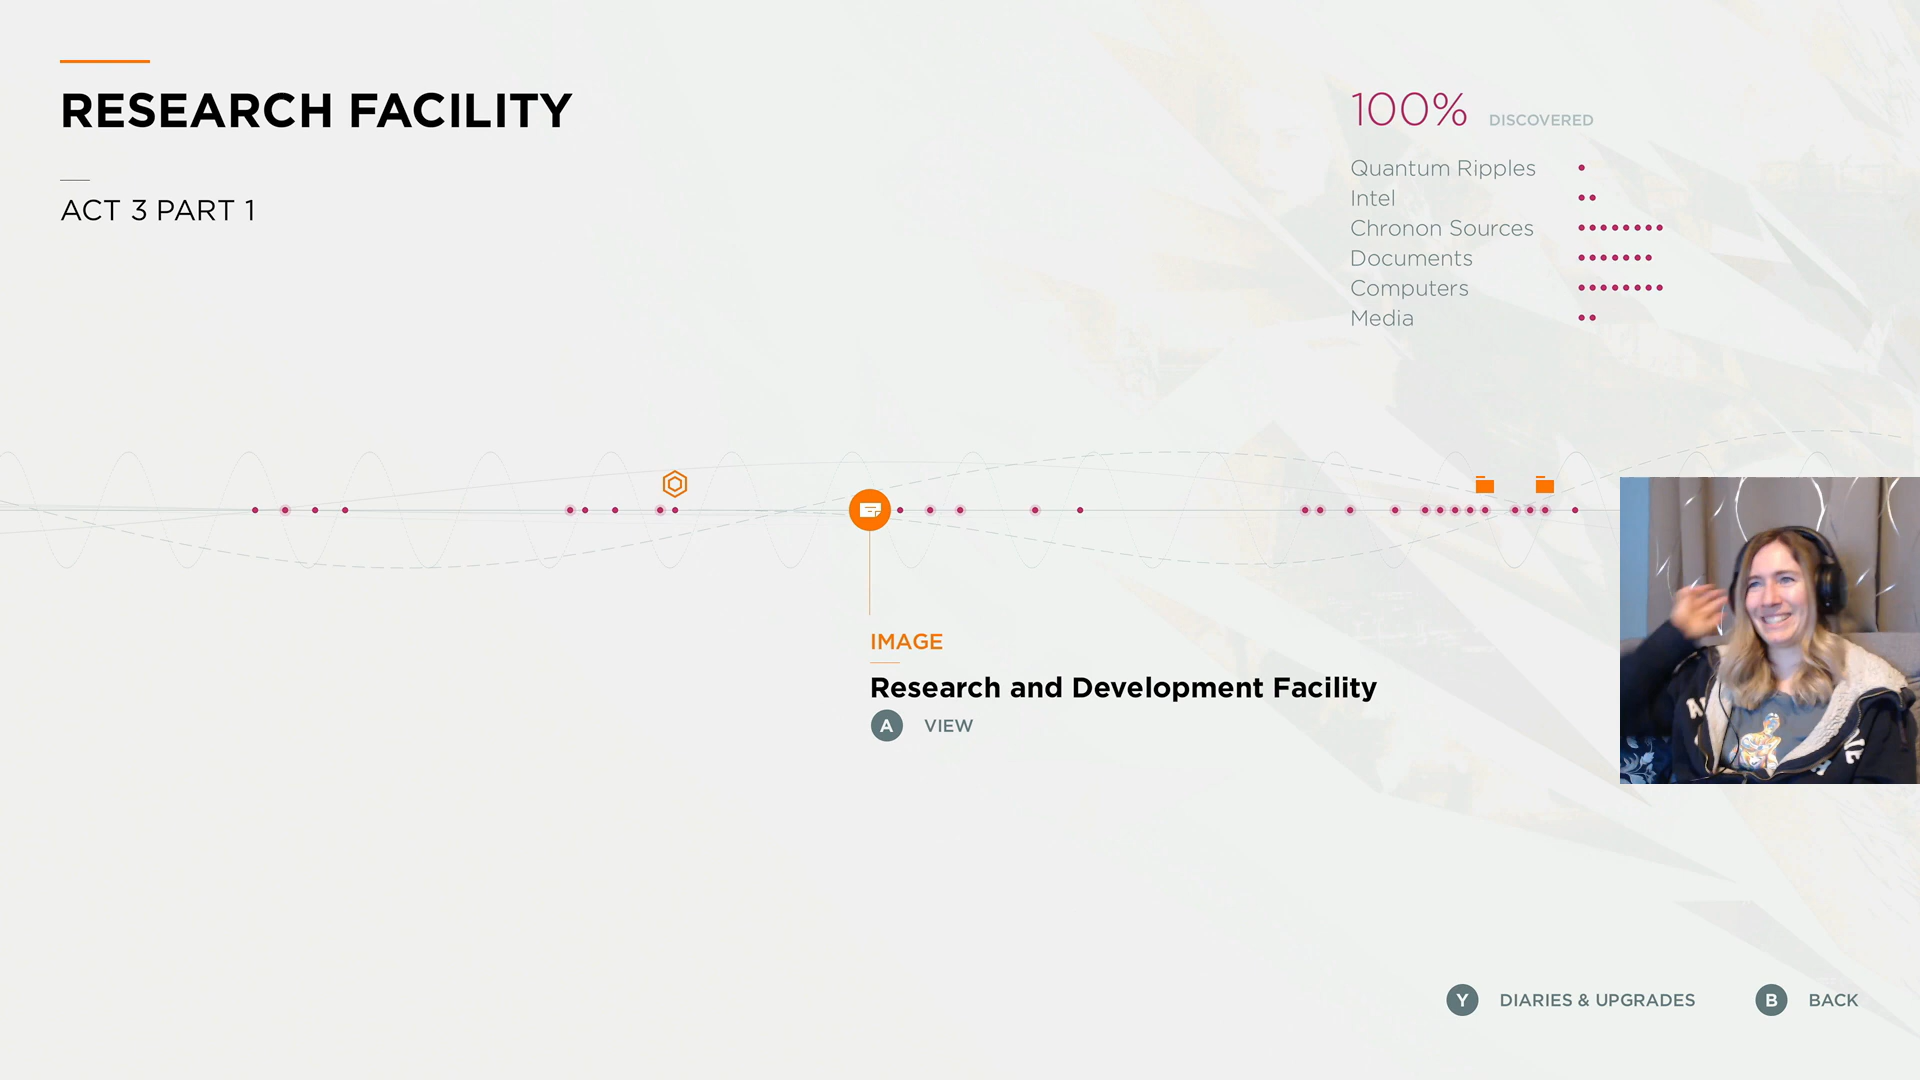 RESEARCH FACILITY
ACT 3 PART 1
100% DISCOVERED
Quantum Ripples
Intel
Chronon Sources
Documents
Computers
Media
IMAGE
Research and Development Facility
A VIEW
Y DIARIES & UPGRADES B BACK